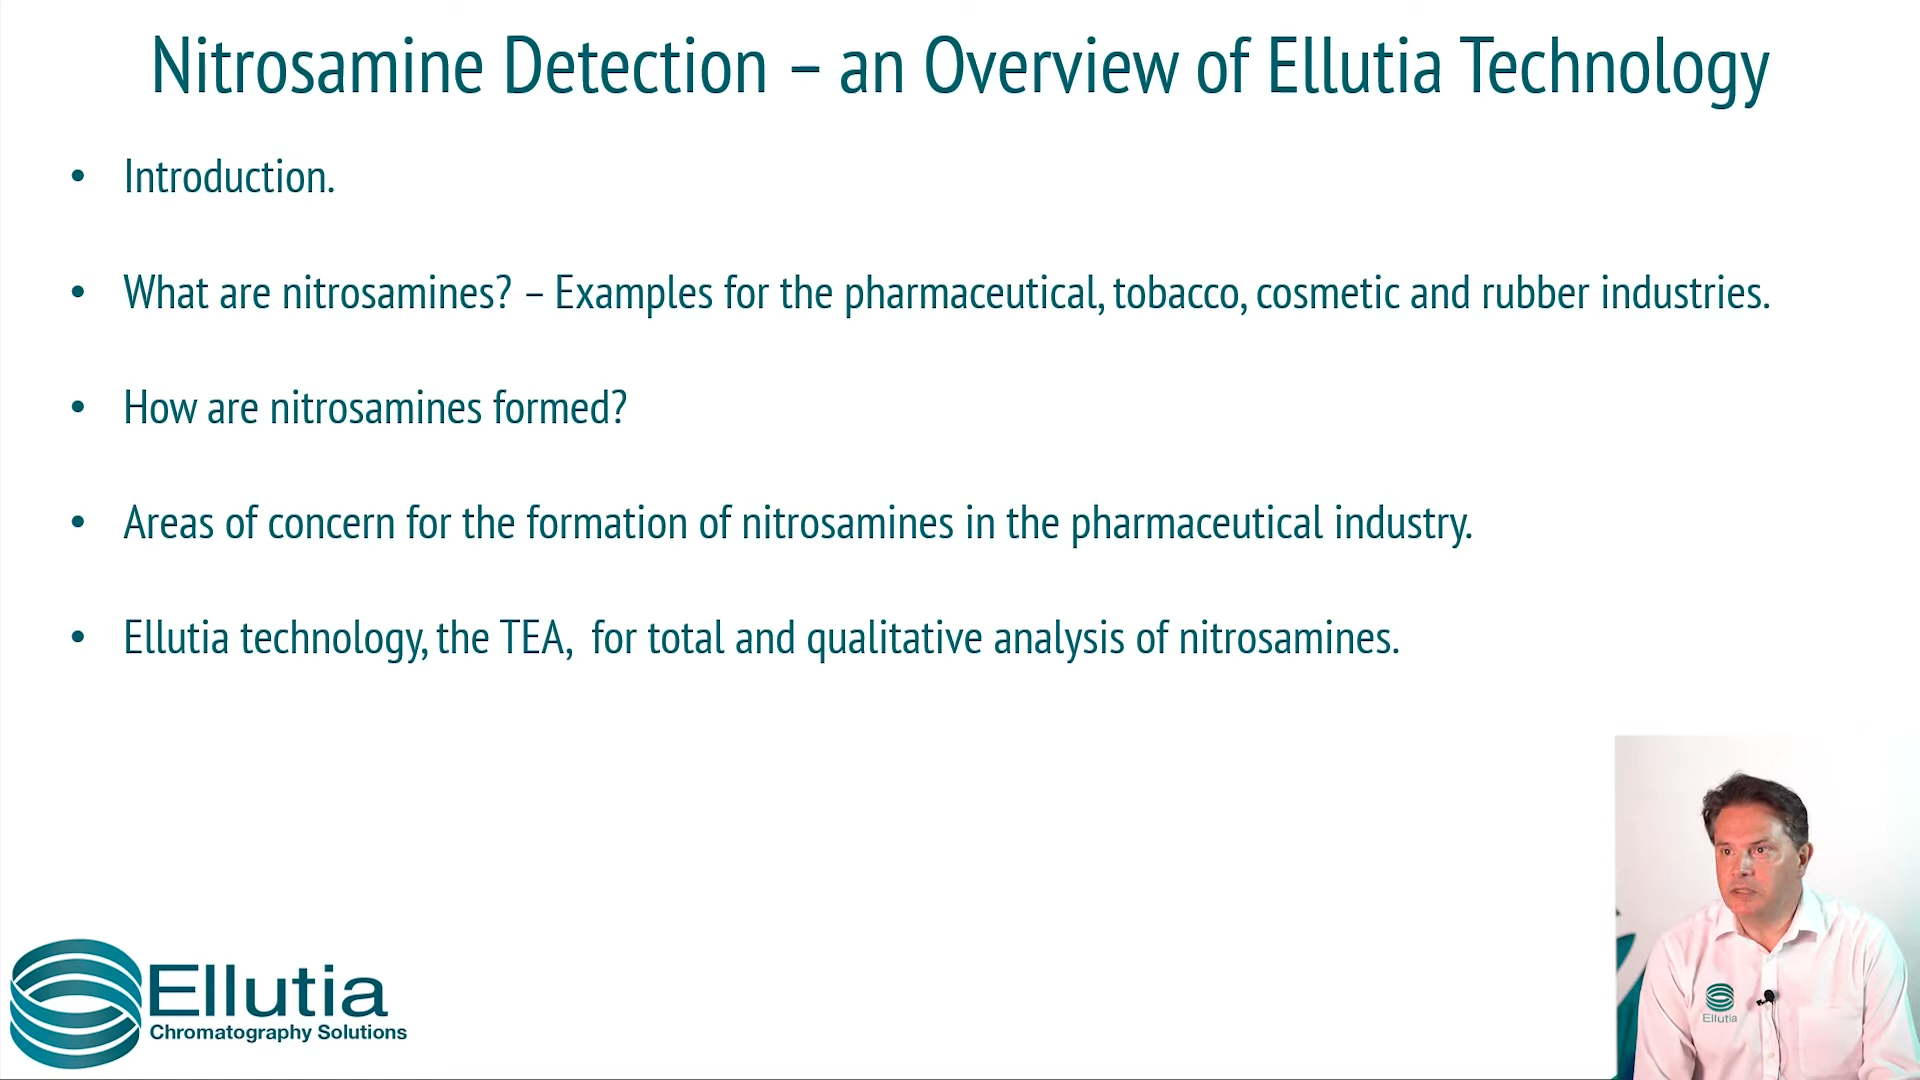 Nitrosamine Detection – an Overview of Ellutia Technology
• Introduction.
• What are nitrosamines? – Examples for the pharmaceutical, tobacco, cosmetic and rubber industries.
• How are nitrosamines formed?
• Areas of concern for the formation of nitrosamines in the pharmaceutical industry.
• Ellutia technology, the TEA,  for total and qualitative analysis of nitrosamines.
Ellutia
Chromatography Solutions
Ellutia